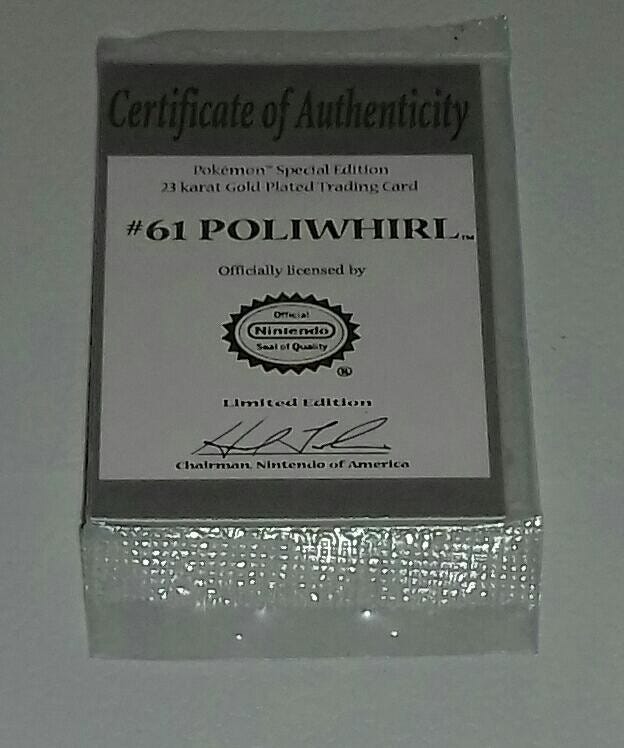 Certificate of Authenticity
Pokémon™ Special Edition
23 karat Gold-Plated Trading Card
#61 POLIWHIRL™
Officially licensed by
Official
Nintendo
Seal of Quality
®
Limited Edition
Chairman, Nintendo of America